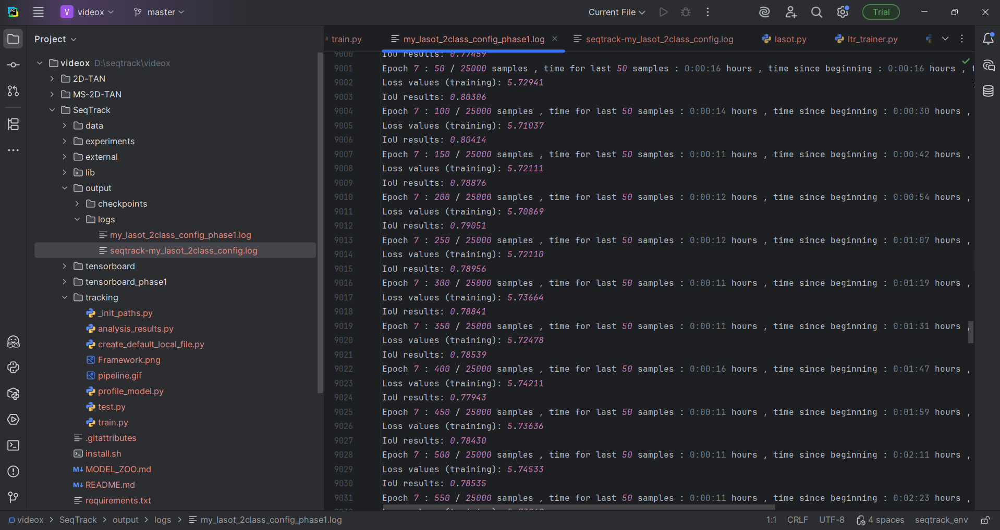 V videox master Current File Trial
Project
train.py my_lasot_2class_config_phase1.log seqtrack-my_lasot_2class_config.log lasot.py ltr_trainer.py
videox D:\seqtrack\videox
2D-TAN
MS-2D-TAN
SeqTrack
data
experiments
external
lib
output
checkpoints
logs
my_lasot_2class_config_phase1.log
seqtrack-my_lasot_2class_config.log
tensorboard
tensorboard_phase1
tracking
_init_paths.py
analysis_results.py
create_default_local_file.py
Framework.png
pipeline.gif
profile_model.py
test.py
train.py
.gitattributes
install.sh
M↓ MODEL_ZOO.md
M↓ README.md
requirements.txt
9000 IoU results: 0.77459
9001 Epoch 7 : 50 / 25000 samples , time for last 50 samples : 0:00:16 hours , time since beginning : 0:00:16 hours , t
9002 Loss values (training): 5.72941
9003 IoU results: 0.80306
9004 Epoch 7 : 100 / 25000 samples , time for last 50 samples : 0:00:14 hours , time since beginning : 0:00:30 hours ,
9005 Loss values (training): 5.71037
9006 IoU results: 0.80414
9007 Epoch 7 : 150 / 25000 samples , time for last 50 samples : 0:00:11 hours , time since beginning : 0:00:42 hours ,
9008 Loss values (training): 5.72111
9009 IoU results: 0.78876
9010 Epoch 7 : 200 / 25000 samples , time for last 50 samples : 0:00:12 hours , time since beginning : 0:00:54 hours ,
9011 Loss values (training): 5.70869
9012 IoU results: 0.79051
9013 Epoch 7 : 250 / 25000 samples , time for last 50 samples : 0:00:12 hours , time since beginning : 0:01:07 hours ,
9014 Loss values (training): 5.72110
9015 IoU results: 0.78956
9016 Epoch 7 : 300 / 25000 samples , time for last 50 samples : 0:00:11 hours , time since beginning : 0:01:19 hours ,
9017 Loss values (training): 5.73664
9018 IoU results: 0.78841
9019 Epoch 7 : 350 / 25000 samples , time for last 50 samples : 0:00:11 hours , time since beginning : 0:01:31 hours ,
9020 Loss values (training): 5.72478
9021 IoU results: 0.78539
9022 Epoch 7 : 400 / 25000 samples , time for last 50 samples : 0:00:16 hours , time since beginning : 0:01:47 hours ,
9023 Loss values (training): 5.74211
9024 IoU results: 0.77943
9025 Epoch 7 : 450 / 25000 samples , time for last 50 samples : 0:00:11 hours , time since beginning : 0:01:59 hours ,
9026 Loss values (training): 5.73636
9027 IoU results: 0.78430
9028 Epoch 7 : 500 / 25000 samples , time for last 50 samples : 0:00:11 hours , time since beginning : 0:02:11 hours ,
9029 Loss values (training): 5.74533
9030 IoU results: 0.78535
9031 Epoch 7 : 550 / 25000 samples , time for last 50 samples : 0:00:11 hours , time since beginning : 0:02:23 hours ,
videox > SeqTrack > output > logs > my_lasot_2class_config_phase1.log 1:1 CRLF UTF-8 4 spaces seqtrack_env